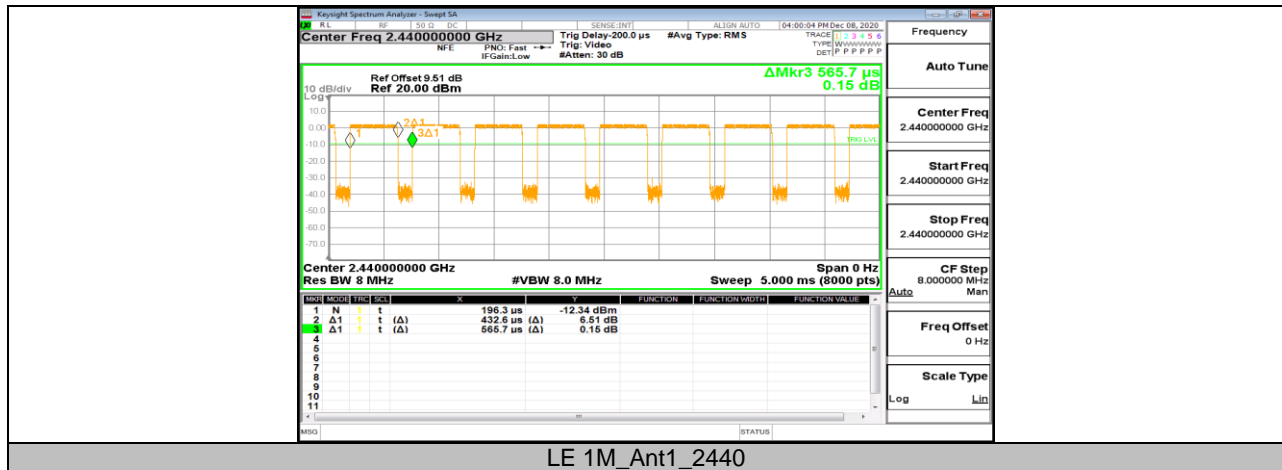 Keysight Spectrum Analyzer - Swept SA
RL RF 50 Ω DC SENSE:INT ALIGN AUTO 04:00:04 PM Dec 08, 2020
Center Freq 2.440000000 GHz
NFE PNO: Fast IFGain:Low
Trig Delay-200.0 µs #Avg Type: RMS
Trig: Video
#Atten: 30 dB
TRACE 1 2 3 4 5 6
TYPE WWWWWW
DET P P P P P P
Frequency
Auto Tune
Center Freq
2.440000000 GHz
Start Freq
2.440000000 GHz
Stop Freq
2.440000000 GHz
CF Step
8.000000 MHz
Auto Man
Freq Offset
0 Hz
Scale Type
Log Lin
ΔMkr3 565.7 µs
0.15 dB
Ref Offset 9.51 dB
10 dB/div Ref 20.00 dBm
Log
10.0
0.00
-10.0
-20.0
-30.0
-40.0
-50.0
-60.0
-70.0
1
2Δ1
3Δ1
TRIG LVL
Center 2.440000000 GHz Span 0 Hz
Res BW 8 MHz #VBW 8.0 MHz Sweep 5.000 ms (8000 pts)
MKR MODE TRC SCL X Y FUNCTION FUNCTION WIDTH FUNCTION VALUE
1 N 1 t 196.3 µs -12.34 dBm
2 Δ1 1 t (Δ) 432.6 µs (Δ) 6.51 dB
3 Δ1 1 t (Δ) 565.7 µs (Δ) 0.15 dB
4
5
6
7
8
9
10
11
MSG STATUS
LE 1M_Ant1_2440